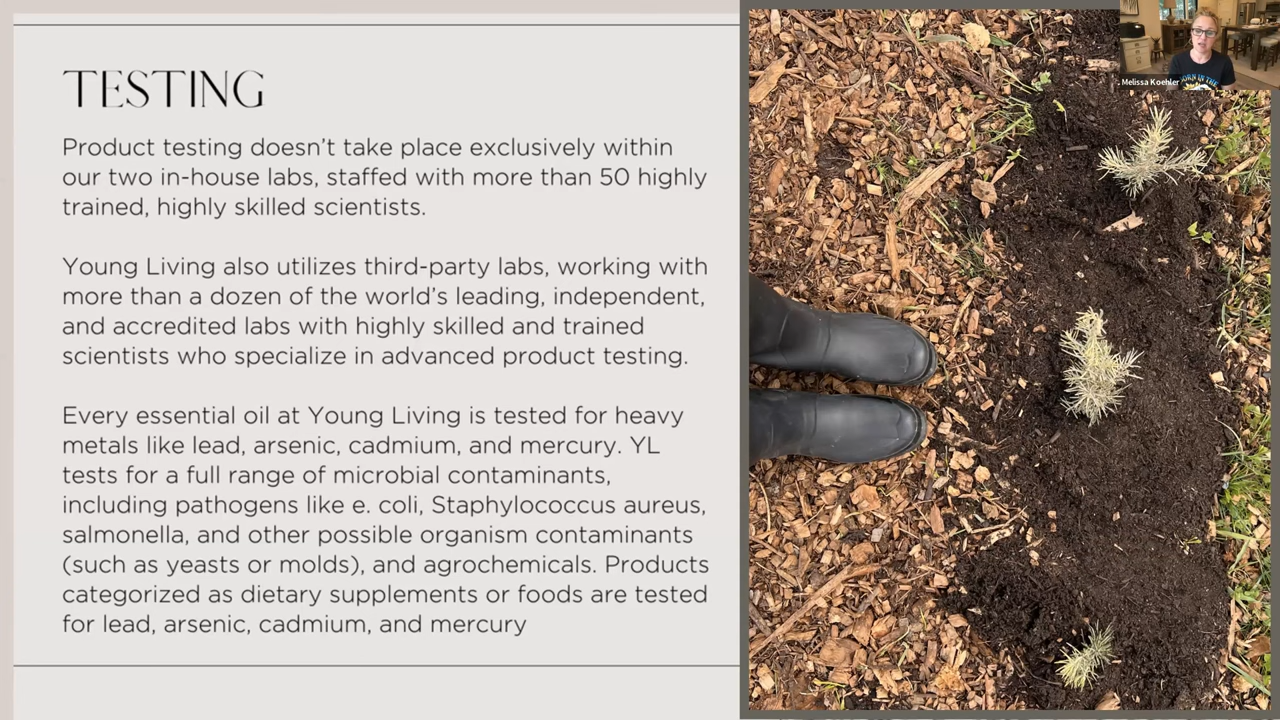 TESTING
Product testing doesn't take place exclusively within
our two in-house labs, staffed with more than 50 highly
trained, highly skilled scientists.
Young Living also utilizes third-party labs, working with
more than a dozen of the world's leading, independent,
and accredited labs with highly skilled and trained
scientists who specialize in advanced product testing.
Every essential oil at Young Living is tested for heavy
metals like lead, arsenic, cadmium, and mercury. YL
tests for a full range of microbial contaminants,
including pathogens like e. coli, Staphylococcus aureus,
salmonella, and other possible organism contaminants
(such as yeasts or molds), and agrochemicals. Products
categorized as dietary supplements or foods are tested
for lead, arsenic, cadmium, and mercury
Melissa Koehler
IN THE